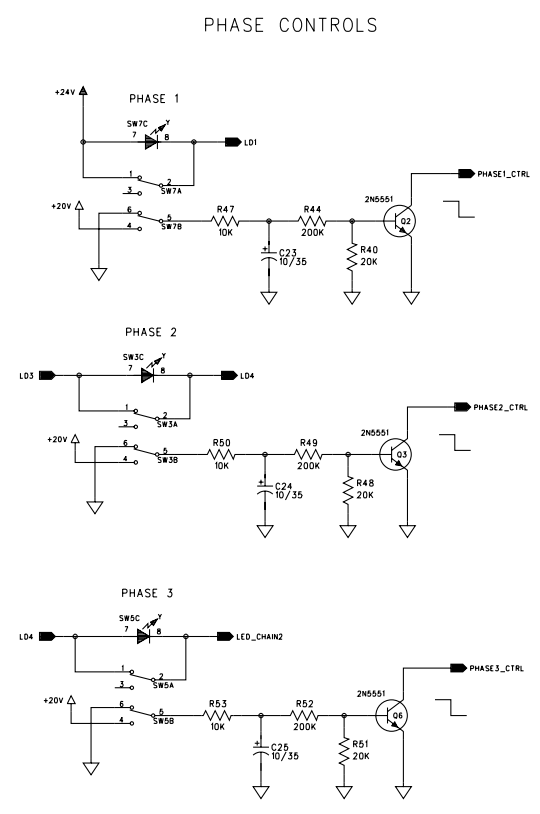 PHASE CONTROLS
+24V
PHASE 1
SW7C
Y
7
8
LD1
1
2
3
SW7A
+20V
6
5
4
SW7B
R47
10K
R44
200K
C23
10/35
+
R40
20K
2N5551
Q2
PHASE1_CTRL
PHASE 2
SW3C
Y
7
8
LD3
LD4
1
2
3
SW3A
+20V
6
5
4
SW3B
R50
10K
R49
200K
C24
10/35
+
R48
20K
2N5551
Q3
PHASE2_CTRL
PHASE 3
SW5C
Y
7
8
LD4
LED_CHAIN2
1
2
3
SW5A
+20V
6
5
4
SW5B
R53
10K
R52
200K
C25
10/35
+
R51
20K
2N5551
Q6
PHASE3_CTRL